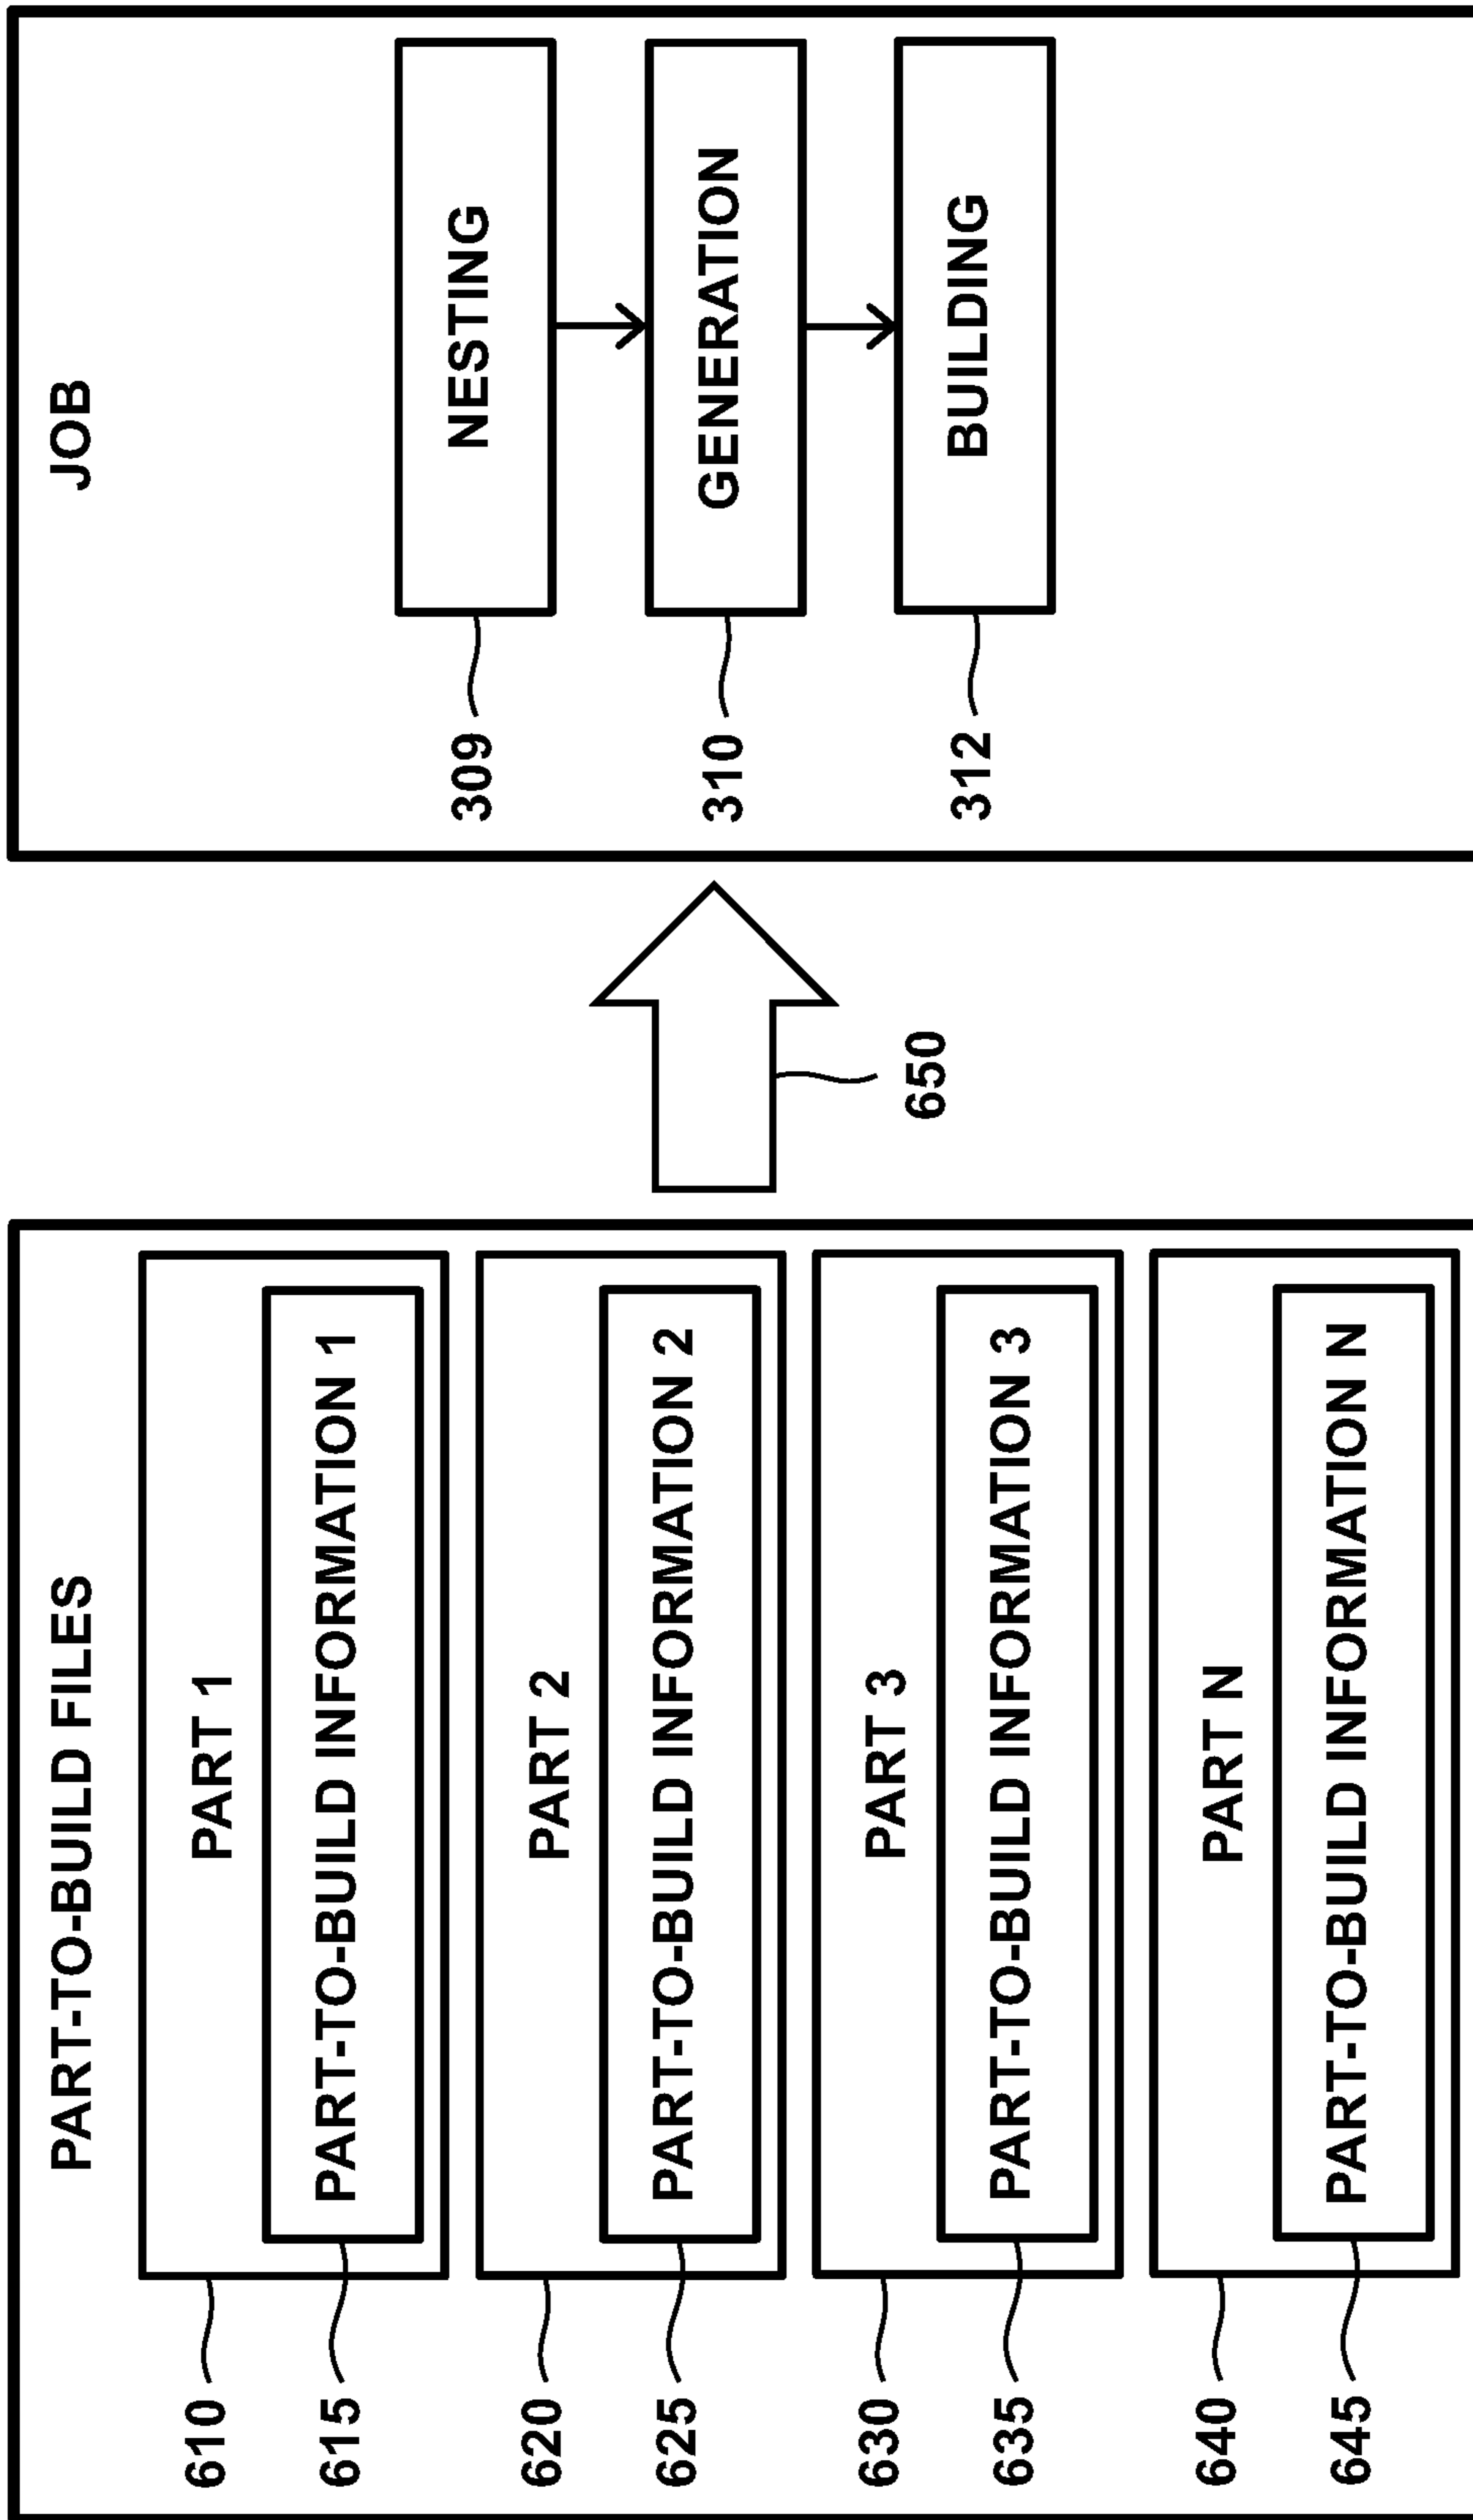 PART-TO-BUILD FILES
610
PART 1
615
PART-TO-BUILD INFORMATION 1
620
PART 2
625
PART-TO-BUILD INFORMATION 2
630
PART 3
635
PART-TO-BUILD INFORMATION 3
640
PART N
645
PART-TO-BUILD INFORMATION N
650
JOB
309
NESTING
310
GENERATION
312
BUILDING